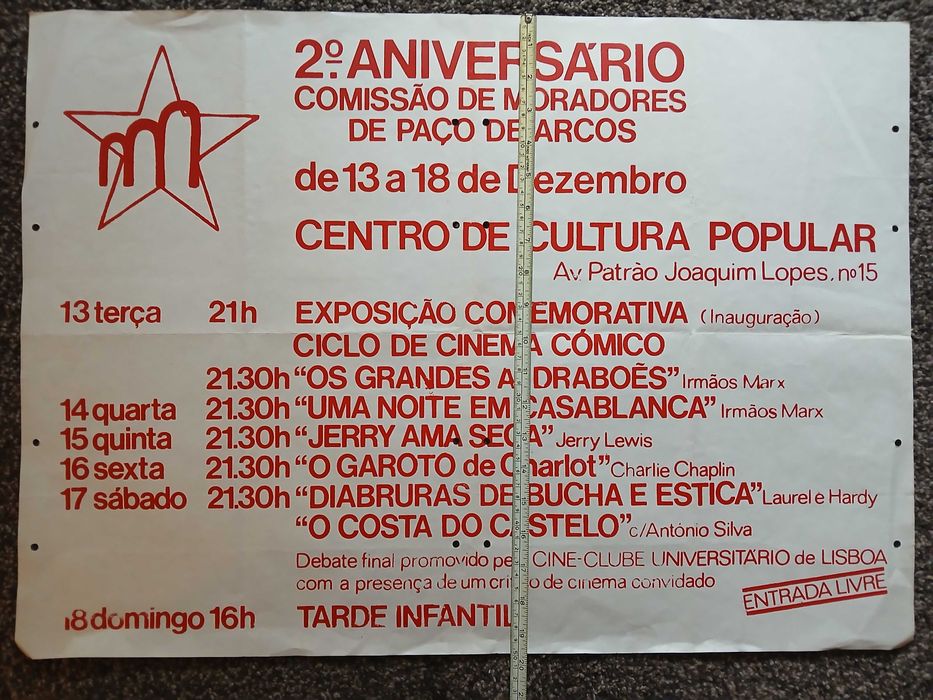 m
2º ANIVERSÁRIO
COMISSÃO DE MORADORES
DE PAÇO DE ARCOS
de 13 a 18 de Dezembro
CENTRO DE CULTURA POPULAR
Av. Patrào Joaquim Lopes, nº 15
13 terça 21h EXPOSIÇÃO COMEMORATIVA (Inauguração)
CICLO DE CINEMA CÓMICO
21.30h “OS GRANDES ALDRABOẼS” Irmãos Marx
14 quarta 21.30h “UMA NOITE EM CASABLANCA” Irmãos Marx
15 quinta 21.30h “JERRY AMA SECA” Jerry Lewis
16 sexta 21.30h “O GAROTO de Charlot” Charlie Chaplin
17 sábado 21.30h “DIABRURAS DE BUCHA E ESTICA” Laurel e Hardy
“O COSTA DO CASTELO” c/António Silva
Debate final promovido pelo CINE-CLUBE UNIVERSITÁRIO de LISBOA
com a presença de um crítico de cinema convidado
ENTRADA LIVRE
18 domingo 16h TARDE INFANTIL